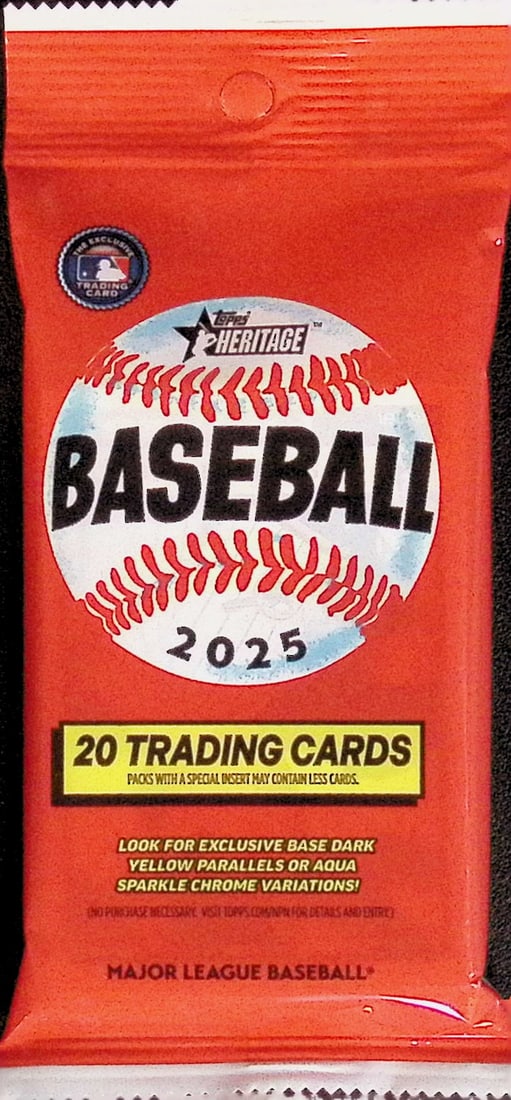 THE EXCLUSIVE
TRADING
CARD
topps
HERITAGE™
BASEBALL
2025
20 TRADING CARDS
PACKS WITH A SPECIAL INSERT MAY CONTAIN LESS CARDS.
LOOK FOR EXCLUSIVE BASE DARK
YELLOW PARALLELS OR AQUA
SPARKLE CHROME VARIATIONS!
(NO PURCHASE NECESSARY. VISIT TOPPS.COM/NPN FOR DETAILS AND ENTRY.)
MAJOR LEAGUE BASEBALL®